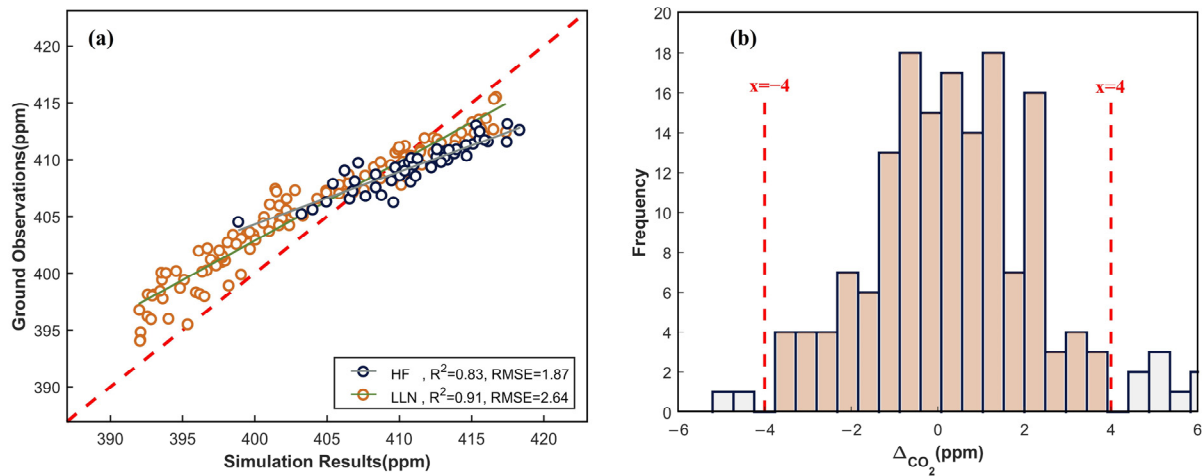 (a)
Ground Observations(ppm)
420
415
410
405
400
395
390
HF , R²=0.83, RMSE=1.87
LLN , R²=0.91, RMSE=2.64
390 395 400 405 410 415 420
Simulation Results(ppm)
(b)
Frequency
20
18
16
14
12
10
8
6
4
2
0
x=−4
x=4
−6 −4 −2 0 2 4 6
Δ_CO₂ (ppm)